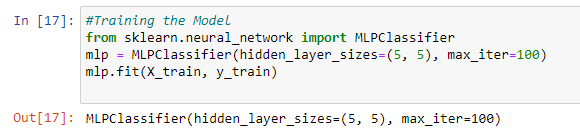 In [17]: #Training the Model
from sklearn.neural_network import MLPClassifier
mlp = MLPClassifier(hidden_layer_sizes=(5, 5), max_iter=100)
mlp.fit(X_train, y_train)
Out[17]: MLPClassifier(hidden_layer_sizes=(5, 5), max_iter=100)